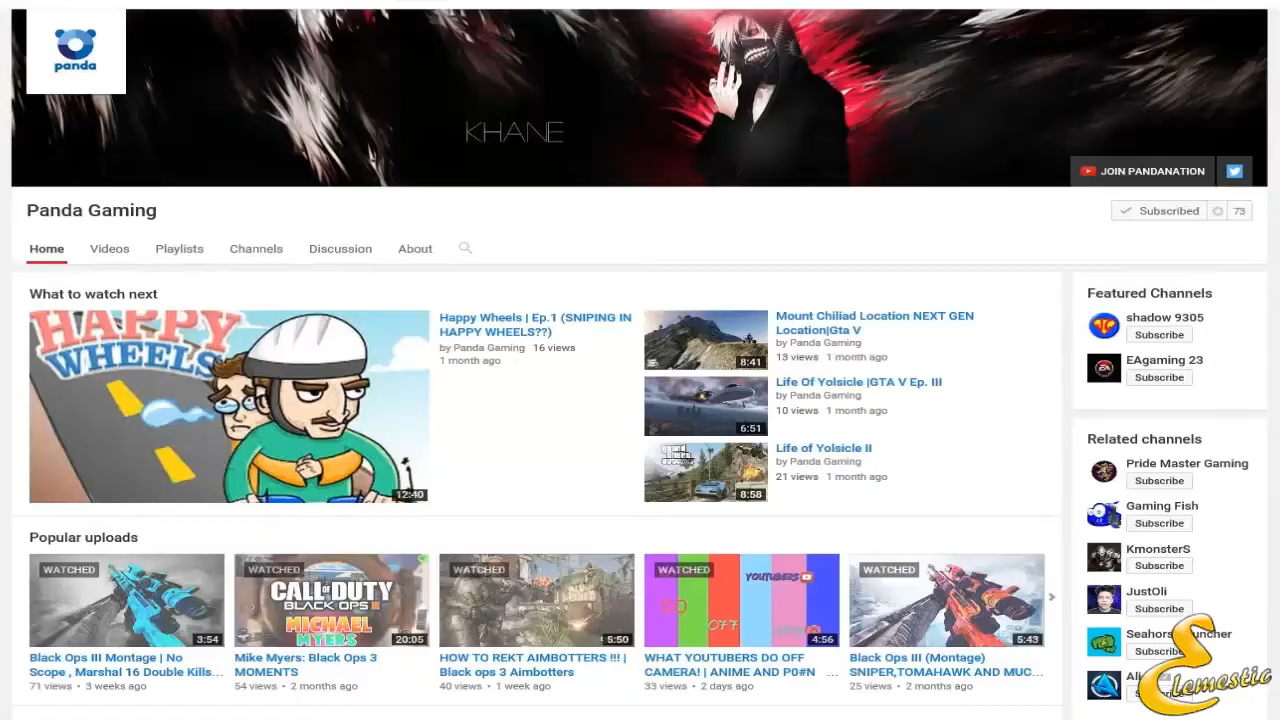 panda
KHANE
JOIN PANDANATION
Panda Gaming
Subscribed 73
Home Videos Playlists Channels Discussion About
What to watch next
HAPPY
WHEELS
12:40
Happy Wheels | Ep.1 (SNIPING IN
HAPPY WHEELS??)
by Panda Gaming 16 views
1 month ago
8:41
Mount Chiliad Location NEXT GEN
Location|Gta V
by Panda Gaming
13 views 1 month ago
6:51
Life Of Yolsicle |GTA V Ep. III
by Panda Gaming
10 views 1 month ago
8:58
Life of Yolsicle II
by Panda Gaming
21 views 1 month ago
Popular uploads
WATCHED
3:54
Black Ops III Montage | No
Scope , Marshal 16 Double Kills...
71 views • 3 weeks ago
WATCHED
CALL OF DUTY
BLACK OPS III
MICHAEL
MYERS
20:05
Mike Myers: Black Ops 3
MOMENTS
54 views • 2 months ago
WATCHED
5:50
HOW TO REKT AIMBOTTERS !!! |
Black ops 3 Aimbotters
40 views • 1 week ago
WATCHED
YOUTUBERS
DO
OFF
4:56
WHAT YOUTUBERS DO OFF
CAMERA! | ANIME AND P0#N ...
33 views • 2 days ago
WATCHED
5:43
Black Ops III (Montage)
SNIPER,TOMAHAWK AND MUC...
25 views • 2 months ago
Featured Channels
shadow 9305
Subscribe
EAgaming 23
Subscribe
Related channels
Pride Master Gaming
Subscribe
Gaming Fish
Subscribe
KmonsterS
Subscribe
JustOli
Subscribe
Subscribe
Elemestic